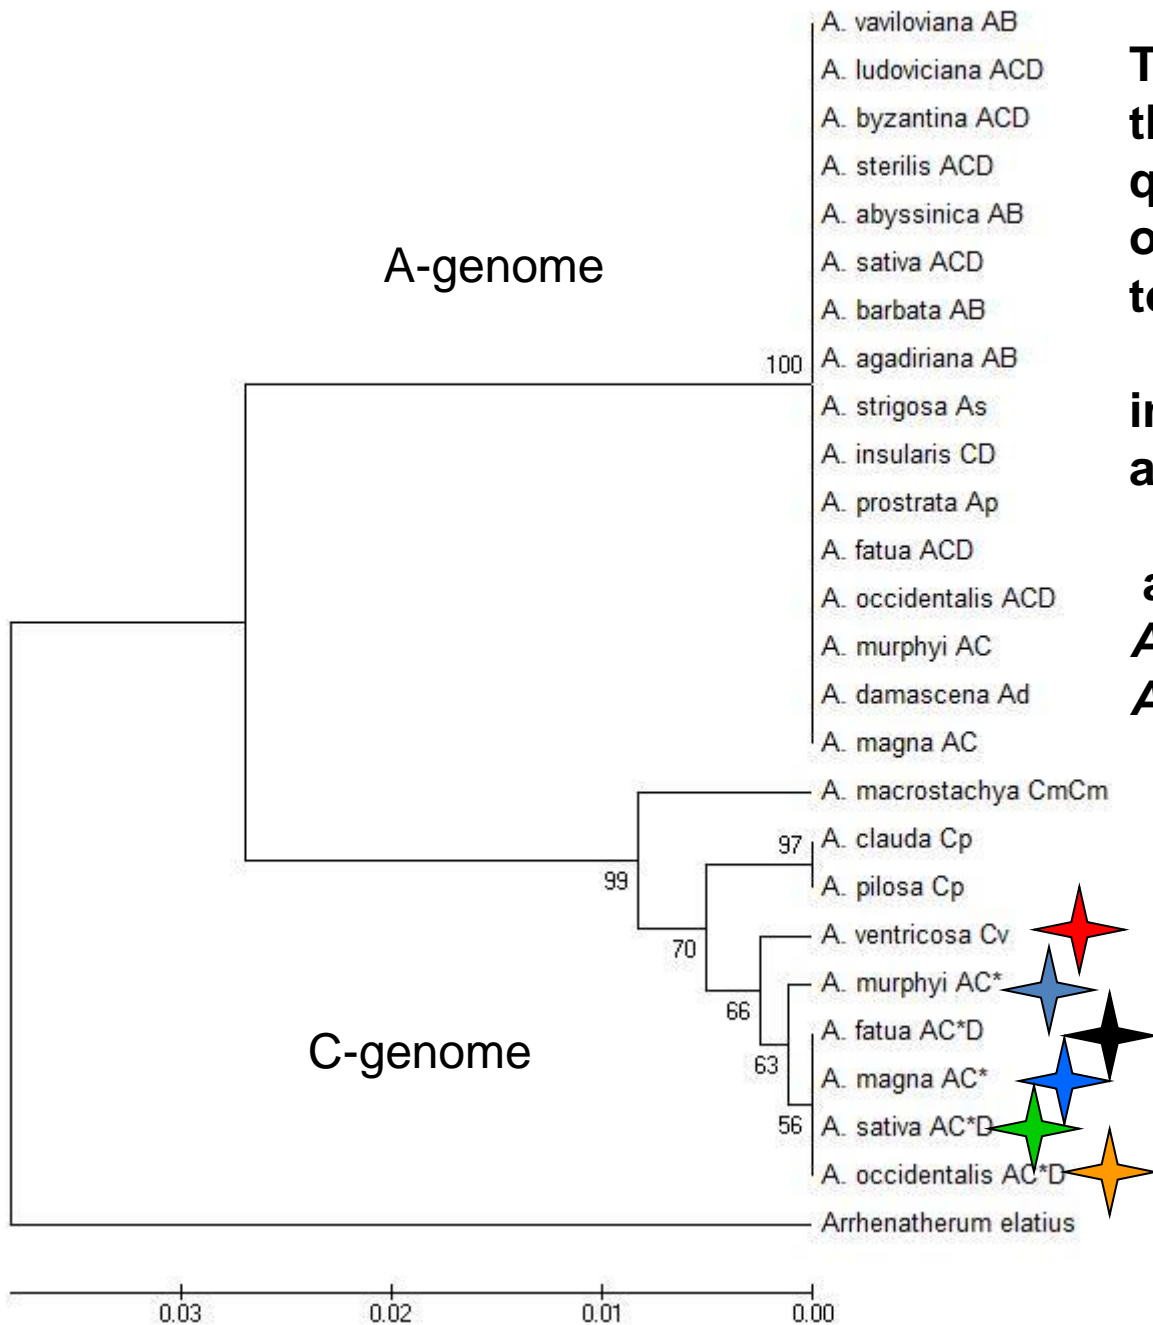 A. vaviloviana AB
A. ludoviciana ACD
A. byzantina ACD
A. sterilis ACD
A. abyssinica AB
A-genome
A. sativa ACD
A. barbata AB
100
A. agadiriana AB
A. strigosa As
A. insularis CD
A. prostrata Ap
A. fatua ACD
A. occidentalis ACD
A. murphyi AC
A. damascena Ad
A. magna AC
A. macrostachya CmCm
97
A. clauda Cp
99
A. pilosa Cp
70
A. ventricosa Cv
A. murphyi AC*
66
A. fatua AC*D
C-genome
63
A. magna AC*
56
A. sativa AC*D
A. occidentalis AC*D
Arrhenatherum elatius
0.03 0.02 0.01 0.00